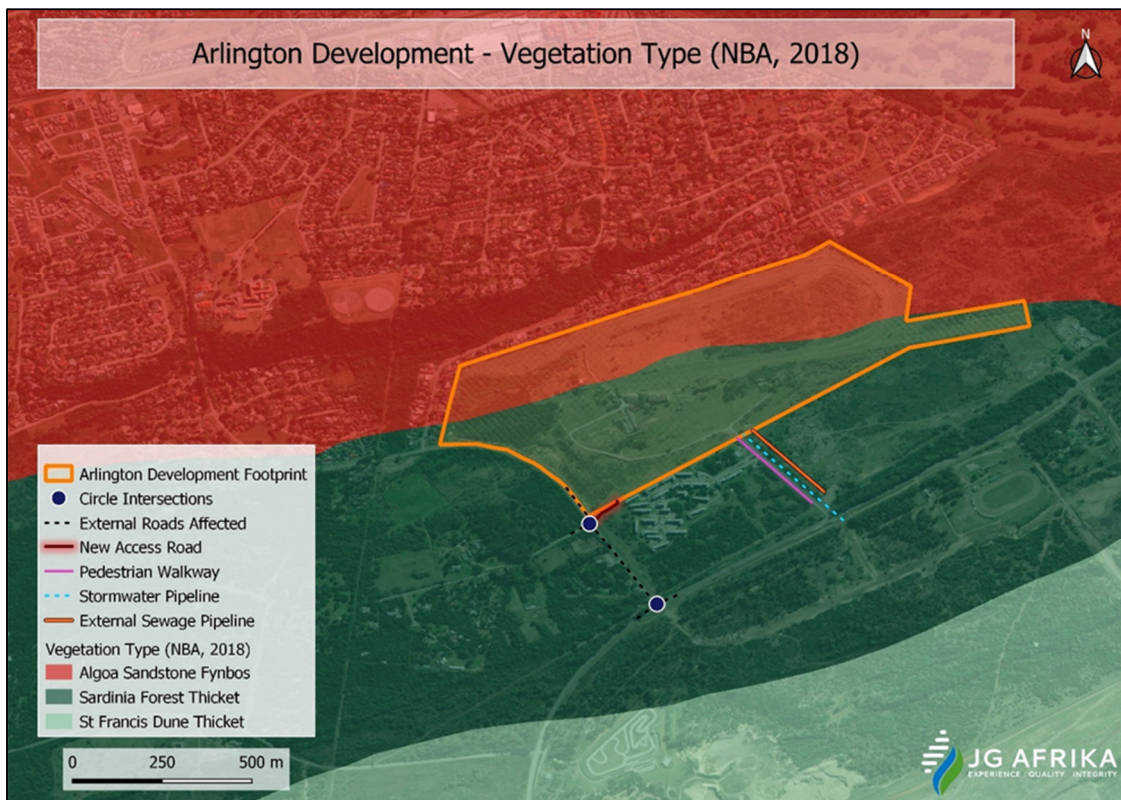 Arlington Development - Vegetation Type (NBA, 2018)
N
Arlington Development Footprint
Circle Intersections
External Roads Affected
New Access Road
Pedestrian Walkway
Stormwater Pipeline
External Sewage Pipeline
Vegetation Type (NBA, 2018)
Algoa Sandstone Fynbos
Sardinia Forest Thicket
St Francis Dune Thicket
0 250 500 m
JG AFRIKA
EXPERIENCE QUALITY INTEGRITY